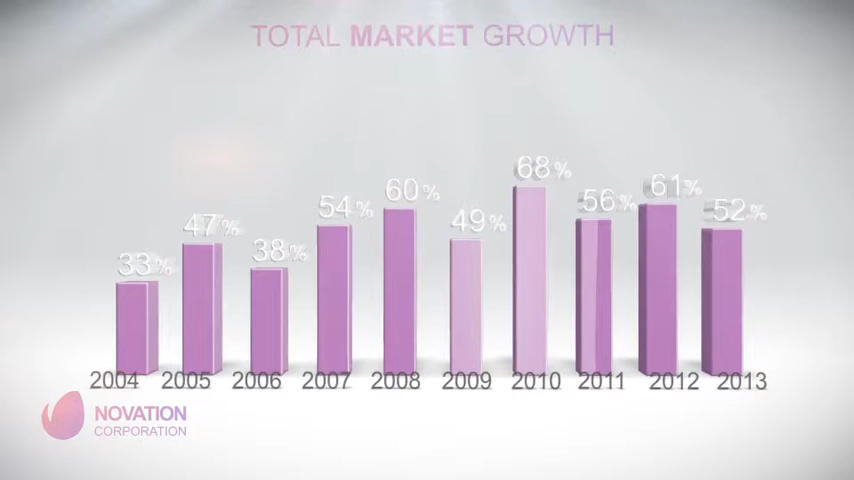 TOTAL MARKET GROWTH
33%
47%
38%
54%
60%
49%
68%
56%
61%
52%
2004 2005 2006 2007 2008 2009 2010 2011 2012 2013
NOVATION
CORPORATION